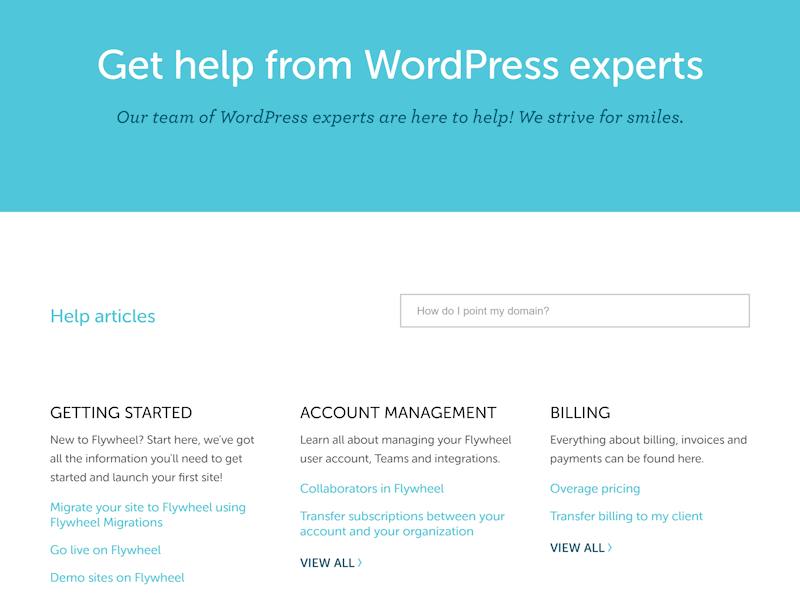 Get help from WordPress experts
Our team of WordPress experts are here to help! We strive for smiles.
Help articles
How do I point my domain?
GETTING STARTED
New to Flywheel? Start here, we've got
all the information you'll need to get
started and launch your first site!
Migrate your site to Flywheel using
Flywheel Migrations
Go live on Flywheel
Demo sites on Flywheel
ACCOUNT MANAGEMENT
Learn all about managing your Flywheel
user account, Teams and integrations.
Collaborators in Flywheel
Transfer subscriptions between your
account and your organization
VIEW ALL ›
BILLING
Everything about billing, invoices and
payments can be found here.
Overage pricing
Transfer billing to my client
VIEW ALL ›